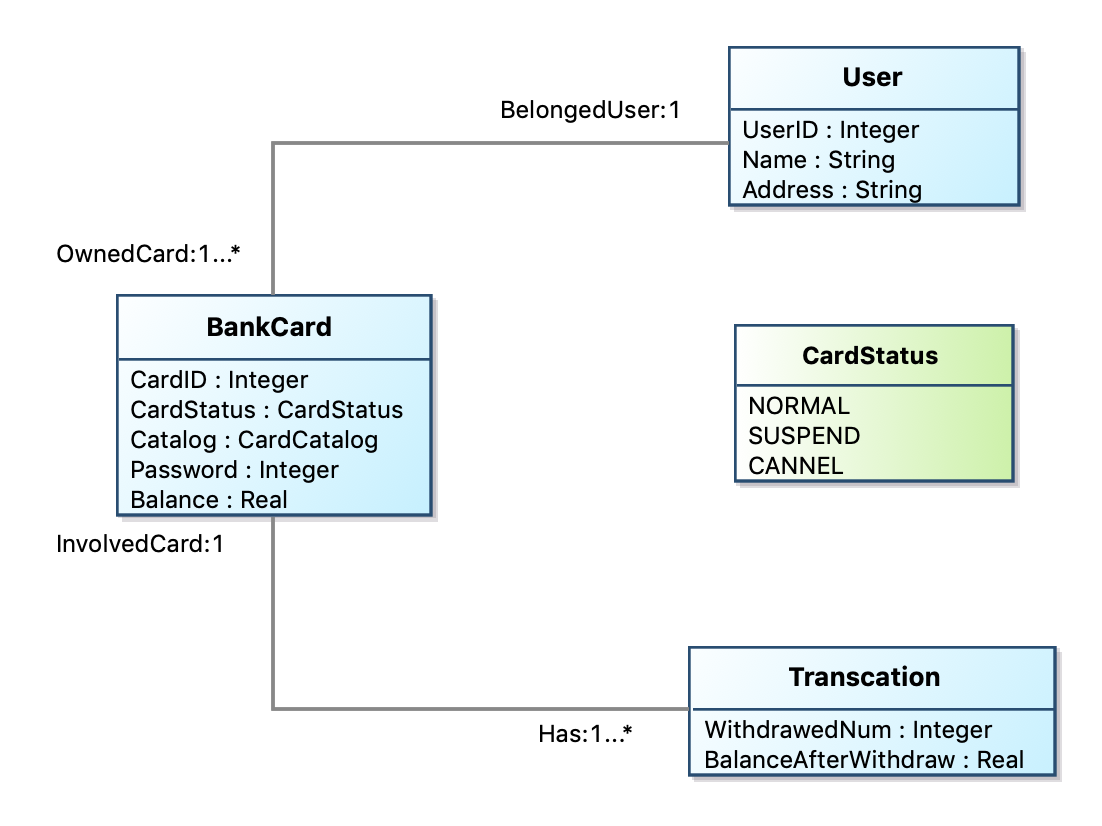 User
BelongedUser:1
UserID : Integer
Name : String
Address : String
OwnedCard:1...*
BankCard
CardID : Integer
CardStatus : CardStatus
Catalog : CardCatalog
Password : Integer
Balance : Real
CardStatus
NORMAL
SUSPEND
CANNEL
InvolvedCard:1
Transcation
Has:1...*
WithdrawedNum : Integer
BalanceAfterWithdraw : Real